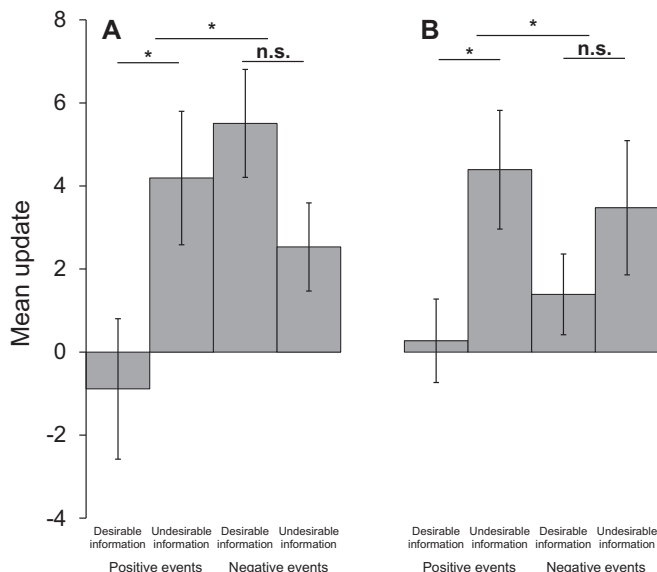 8
A
*
*
n.s.
B
*
*
n.s.
6
4
2
0
-2
-4
Mean update
Desirable information
Undesirable information
Desirable information
Undesirable information
Positive events
Negative events
Desirable information
Undesirable information
Desirable information
Undesirable information
Positive events
Negative events